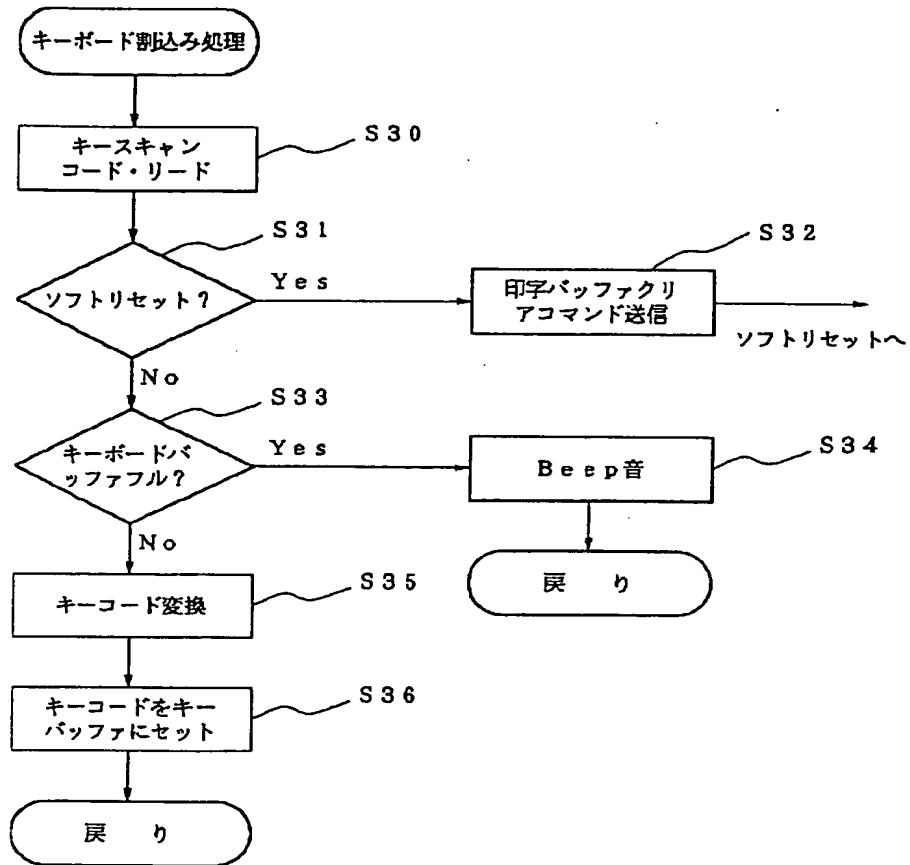 キーボード割込み処理
S30
キースキャン
コード・リード
S31
ソフトリセット？
Yes
S32
印字バッファクリ
アコマンド送信
ソフトリセットへ
No
S33
キーボードバ
ッファフル？
Yes
S34
Beep音
戻 り
No
S35
キーコード変換
S36
キーコードをキー
バッファにセット
戻 り